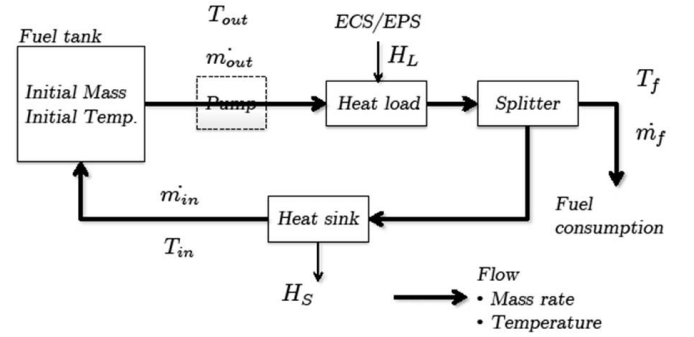 Fuel tank
Initial Mass
Initial Temp.
T_out
ṁ_out
Pump
ECS/EPS
H_L
Heat load
Splitter
T_f
ṁ_f
Fuel
consumption
ṁ_in
T_in
Heat sink
H_S
Flow
• Mass rate
• Temperature